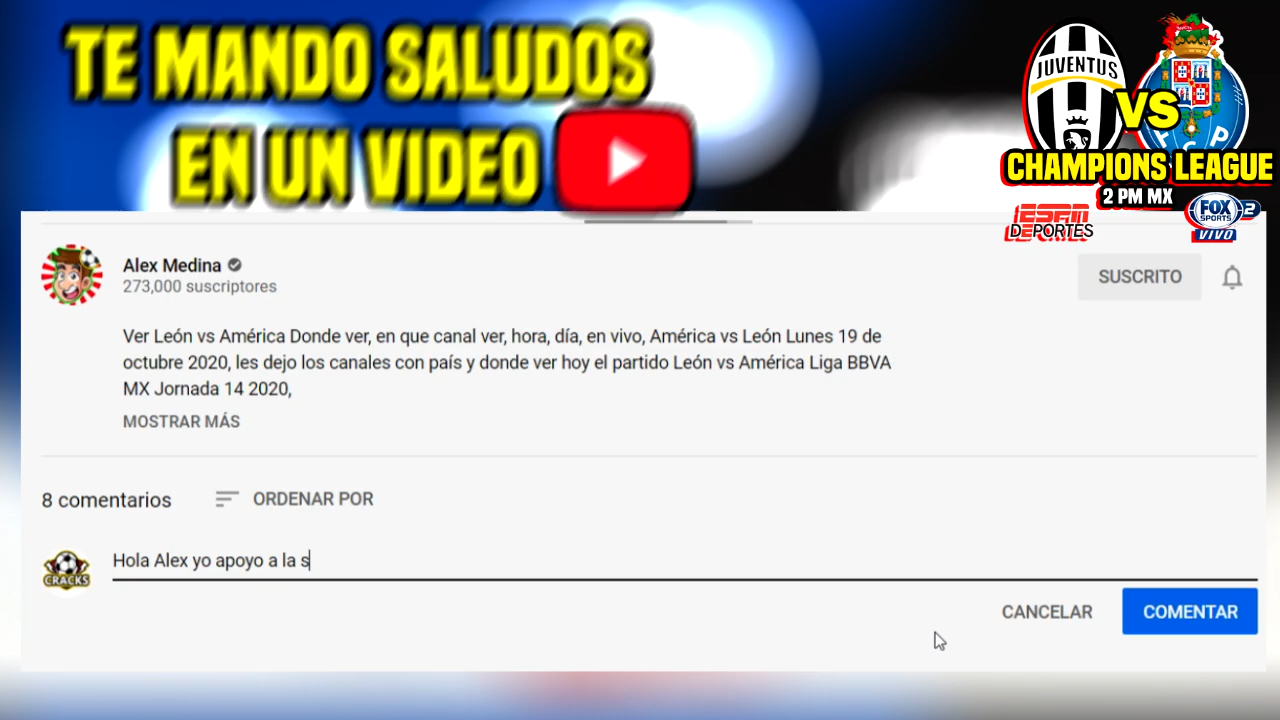 TE MANDO SALUDOS
EN UN VIDEO
JUVENTUS
VS
F C P
CHAMPIONS LEAGUE
2 PM MX
ESPN
DEPORTES
FOX
SPORTS
2
VIVO
Alex Medina
273,000 suscriptores
SUSCRITO
Ver León vs América Donde ver, en que canal ver, hora, día, en vivo, América vs León Lunes 19 de
octubre 2020, les dejo los canales con país y donde ver hoy el partido León vs América Liga BBVA
MX Jornada 14 2020,
MOSTRAR MÁS
8 comentarios
ORDENAR POR
CRACKS
Hola Alex yo apoyo a la s
CANCELAR
COMENTAR